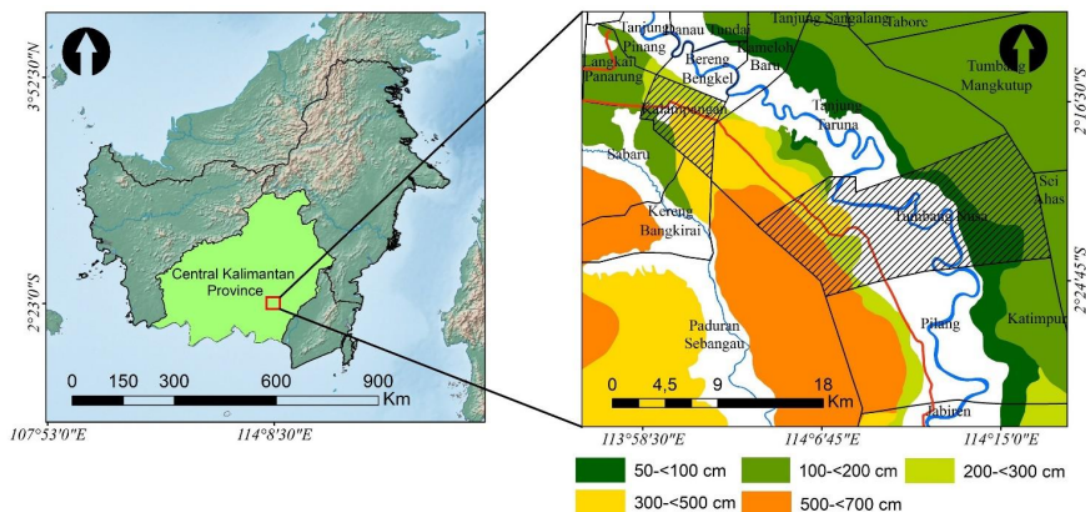 3°52'30"N
2°23'0"S
Central Kalimantan
Province
0 150 300 600 900
Km
107°53'0"E
114°8'30"E
Tanjung
Pinang
Danau Tundai
Tanjung Sangalang
Tabore
Kameloh
Baru
Bereng
Bengkel
Langkai
Panarung
Tumbang
Mangkutup
Kalampangan
Tanjung
Taruna
Sabaru
Sei
Ahas
Kereng
Bangkirai
Tumbang Nusa
Paduran
Sebangau
Pilang
Katimpun
Jabiren
0 4,5 9 18
Km
2°16'30"S
2°24'45"S
113°58'30"E
114°6'45"E
114°15'0"E
50-<100 cm
100-<200 cm
200-<300 cm
300-<500 cm
500-<700 cm